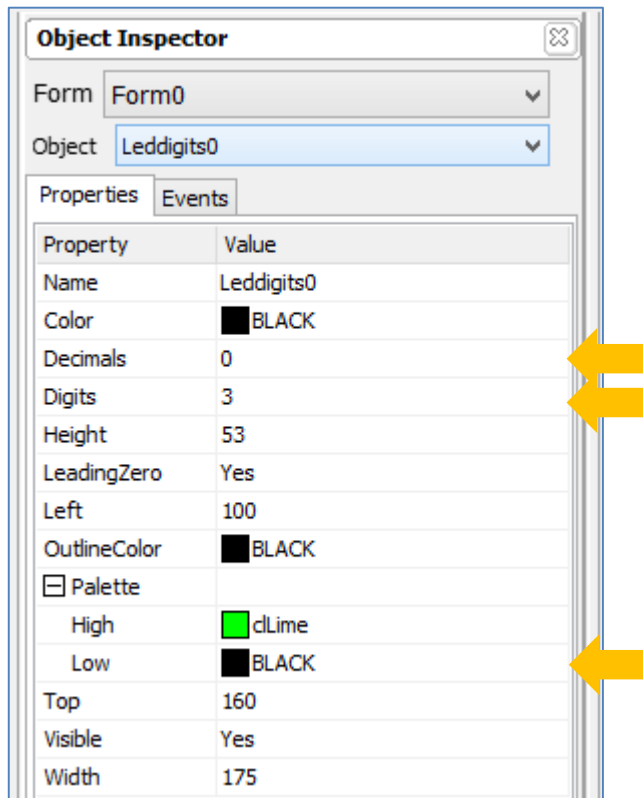 Object Inspector
Form Form0
Object Leddigits0
Properties Events
Property Value
Name Leddigits0
Color BLACK
Decimals 0
Digits 3
Height 53
LeadingZero Yes
Left 100
OutlineColor BLACK
Palette
High clLime
Low BLACK
Top 160
Visible Yes
Width 175